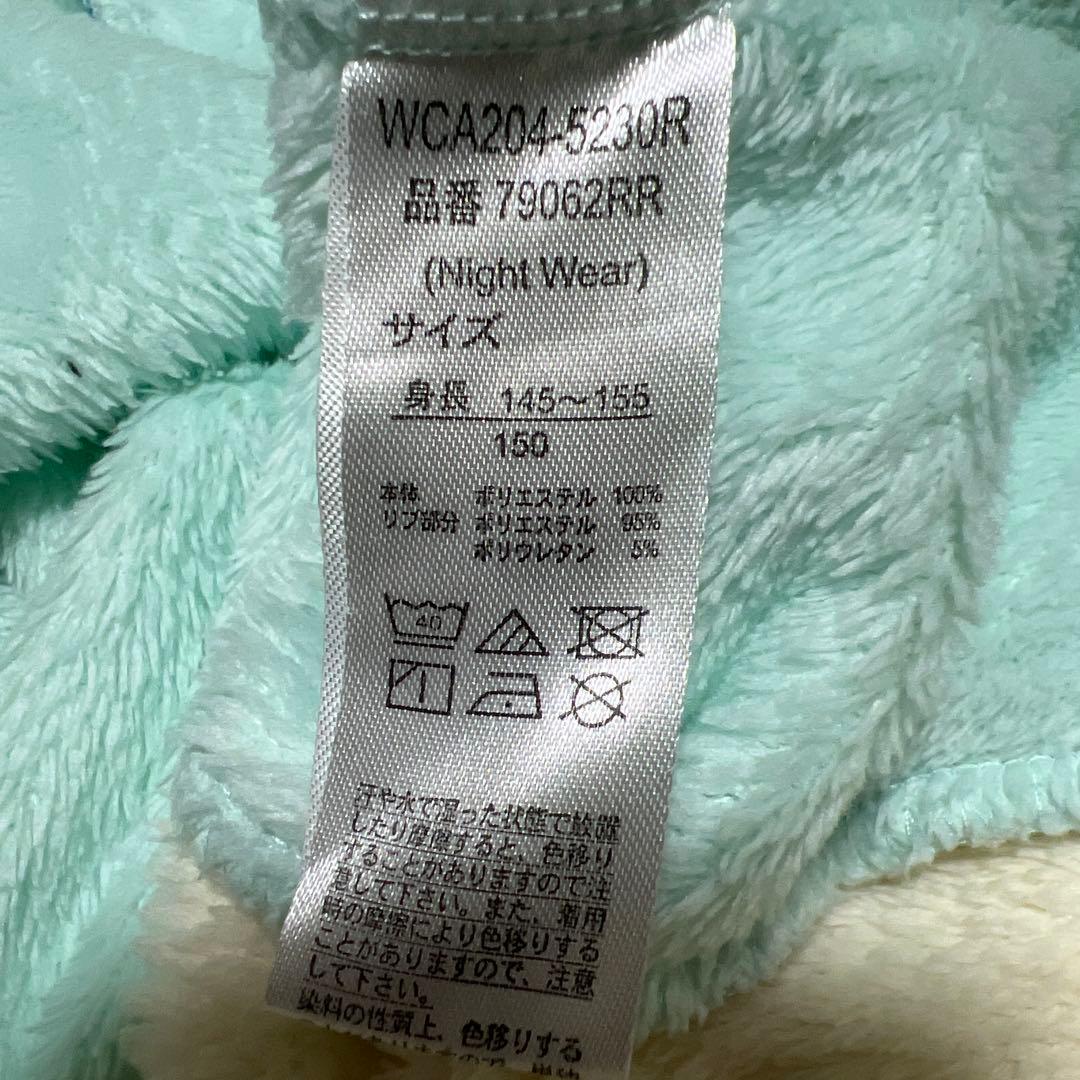 WCA204-5230R
品番 79062RR
(Night Wear)
サイズ
身長 145～155
150
本体 ポリエステル 100%
リブ部分 ポリエステル 95%
ポリウレタン 5%
40
汗や水で湿った状態で放置
したり摩擦すると、色移り
することがありますので注
意して下さい。また、着用
時の摩擦により色移りする
ことがありますので、注意
して下さい。
染料の性質上、色移りする